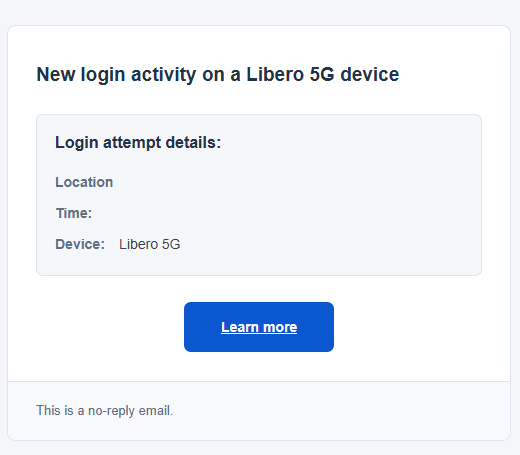 New login activity on a Libero 5G device
Login attempt details:
Location
Time:
Device: Libero 5G
Learn more
This is a no-reply email.